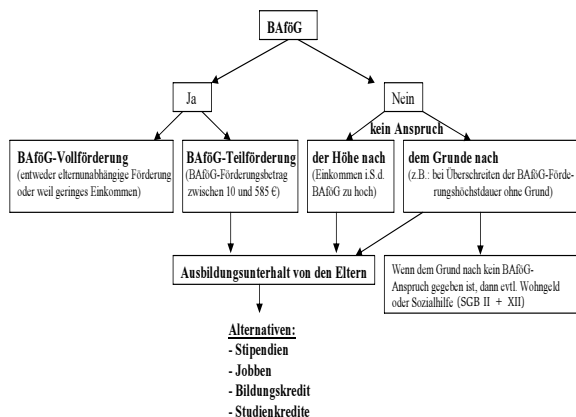 BAföG
Ja
Nein
kein Anspruch
BAföG-Vollförderung
(entweder elternunabhängige Förderung
oder weil geringes Einkommen)
BAföG-Teilförderung
(BAföG-Förderungsbetrag
zwischen 10 und 585 €)
der Höhe nach
(Einkommen i.S.d.
BAföG zu hoch)
dem Grunde nach
(z.B.: bei Überschreiten der BAföG-Förde-
rungshöchstdauer ohne Grund)
Ausbildungsunterhalt von den Eltern
Wenn dem Grund nach kein BAföG-
Anspruch gegeben ist, dann evtl. Wohngeld
oder Sozialhilfe (SGB II + XII)
Alternativen:
- Stipendien
- Jobben
- Bildungskredit
- Studienkredite